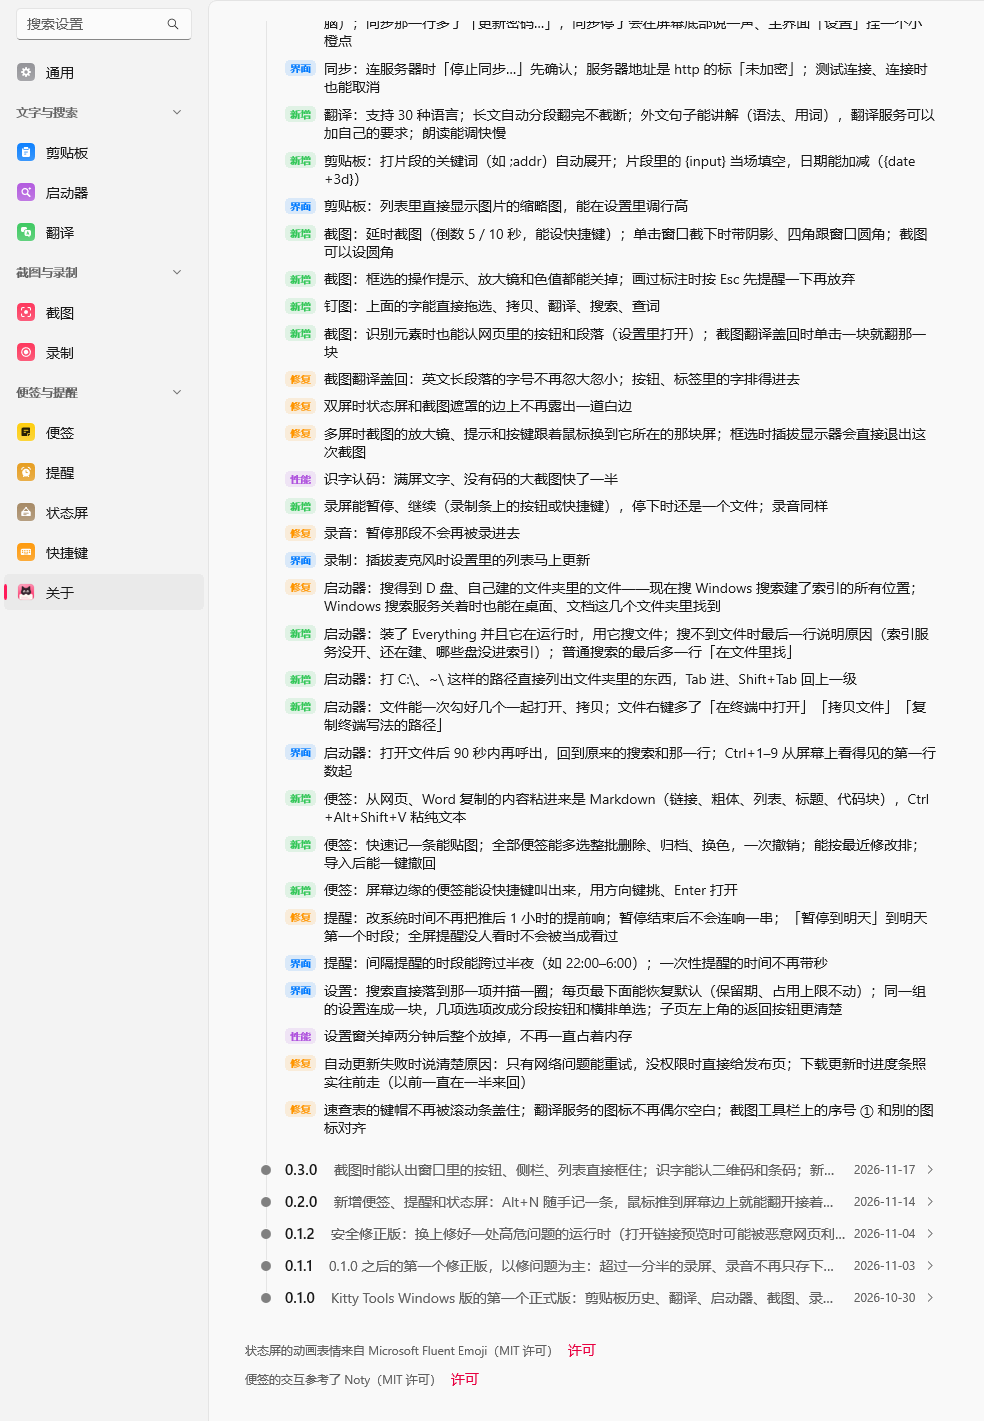 搜索设置
通用
文字与搜索
剪贴板
启动器
翻译
截图与录制
截图
录制
便签与提醒
便签
提醒
状态屏
快捷键
关于
脑）；同步那一行多了「更新密码…」，同步停了会在屏幕底部说一声、主界面「设置」挂一个小
橙点
界面 同步：连服务器时「停止同步…」先确认；服务器地址是 http 的标「未加密」；测试连接、连接时
也能取消
新增 翻译：支持 30 种语言；长文自动分段翻完不截断；外文句子能讲解（语法、用词），翻译服务可以
加自己的要求；朗读能调快慢
新增 剪贴板：打片段的关键词（如 ;addr）自动展开；片段里的 {input} 当场填空，日期能加减（{date
+3d}）
界面 剪贴板：列表里直接显示图片的缩略图，能在设置里调行高
新增 截图：延时截图（倒数 5 / 10 秒，能设快捷键）；单击窗口截下时带阴影、四角跟窗口圆角；截图
可以设圆角
新增 截图：框选的操作提示、放大镜和色值都能关掉；画过标注时按 Esc 先提醒一下再放弃
新增 钉图：上面的字能直接拖选、拷贝、翻译、搜索、查词
新增 截图：识别元素时也能认网页里的按钮和段落（设置里打开）；截图翻译盖回时单击一块就翻那一
块
修复 截图翻译盖回：英文长段落的字号不再忽大忽小；按钮、标签里的字排得进去
修复 双屏时状态屏和截图遮罩的边上不再露出一道白边
修复 多屏时截图的放大镜、提示和按键跟着鼠标换到它所在的那块屏；框选时插拔显示器会直接退出这
次截图
性能 识字认码：满屏文字、没有码的大截图快了一半
新增 录屏能暂停、继续（录制条上的按钮或快捷键），停下时还是一个文件；录音同样
修复 录音：暂停那段不会再被录进去
界面 录制：插拔麦克风时设置里的列表马上更新
修复 启动器：搜得到 D 盘、自己建的文件夹里的文件——现在搜 Windows 搜索建了索引的所有位置；
Windows 搜索服务关着时也能在桌面、文档这几个文件夹里找到
新增 启动器：装了 Everything 并且它在运行时，用它搜文件；搜不到文件时最后一行说明原因（索引服
务没开、还在建、哪些盘没进索引）；普通搜索的最后多一行「在文件里找」
新增 启动器：打 C:\、~\ 这样的路径直接列出文件夹里的东西，Tab 进、Shift+Tab 回上一级
新增 启动器：文件能一次勾好几个一起打开、拷贝；文件右键多了「在终端中打开」「拷贝文件」「复
制终端写法的路径」
界面 启动器：打开文件后 90 秒内再呼出，回到原来的搜索和那一行；Ctrl+1–9 从屏幕上看得见的第一行
数起
新增 便签：从网页、Word 复制的内容粘进来是 Markdown（链接、粗体、列表、标题、代码块），Ctrl
+Alt+Shift+V 粘纯文本
新增 便签：快速记一条能贴图；全部便签能多选整批删除、归档、换色，一次撤销；能按最近修改排；
导入后能一键撤回
新增 便签：屏幕边缘的便签能设快捷键叫出来，用方向键挑、Enter 打开
修复 提醒：改系统时间不再把推后 1 小时的提前响；暂停结束后不会连响一串；「暂停到明天」到明天
第一个时段；全屏提醒没人看时不会被当成看过
界面 提醒：间隔提醒的时段能跨过半夜（如 22:00–6:00）；一次性提醒的时间不再带秒
界面 设置：搜索直接落到那一项并描一圈；每页最下面能恢复默认（保留期、占用上限不动）；同一组
的设置连成一块，几项选项改成分段按钮和横排单选；子页左上角的返回按钮更清楚
性能 设置窗关掉两分钟后整个放掉，不再一直占着内存
修复 自动更新失败时说清楚原因：只有网络问题能重试，没权限时直接给发布页；下载更新时进度条照
实往前走（以前一直在一半来回）
修复 速查表的键帽不再被滚动条盖住；翻译服务的图标不再偶尔空白；截图工具栏上的序号 ① 和别的图
标对齐
0.3.0 截图时能认出窗口里的按钮、侧栏、列表直接框住；识字能认二维码和条码；新… 2026-11-17
0.2.0 新增便签、提醒和状态屏：Alt+N 随手记一条，鼠标推到屏幕边上就能翻开接着… 2026-11-14
0.1.2 安全修正版：换上修好一处高危问题的运行时（打开链接预览时可能被恶意网页利… 2026-11-04
0.1.1 0.1.0 之后的第一个修正版，以修问题为主：超过一分半的录屏、录音不再只存下… 2026-11-03
0.1.0 Kitty Tools Windows 版的第一个正式版：剪贴板历史、翻译、启动器、截图、录… 2026-10-30
状态屏的动画表情来自 Microsoft Fluent Emoji（MIT 许可） 许可
便签的交互参考了 Noty（MIT 许可） 许可